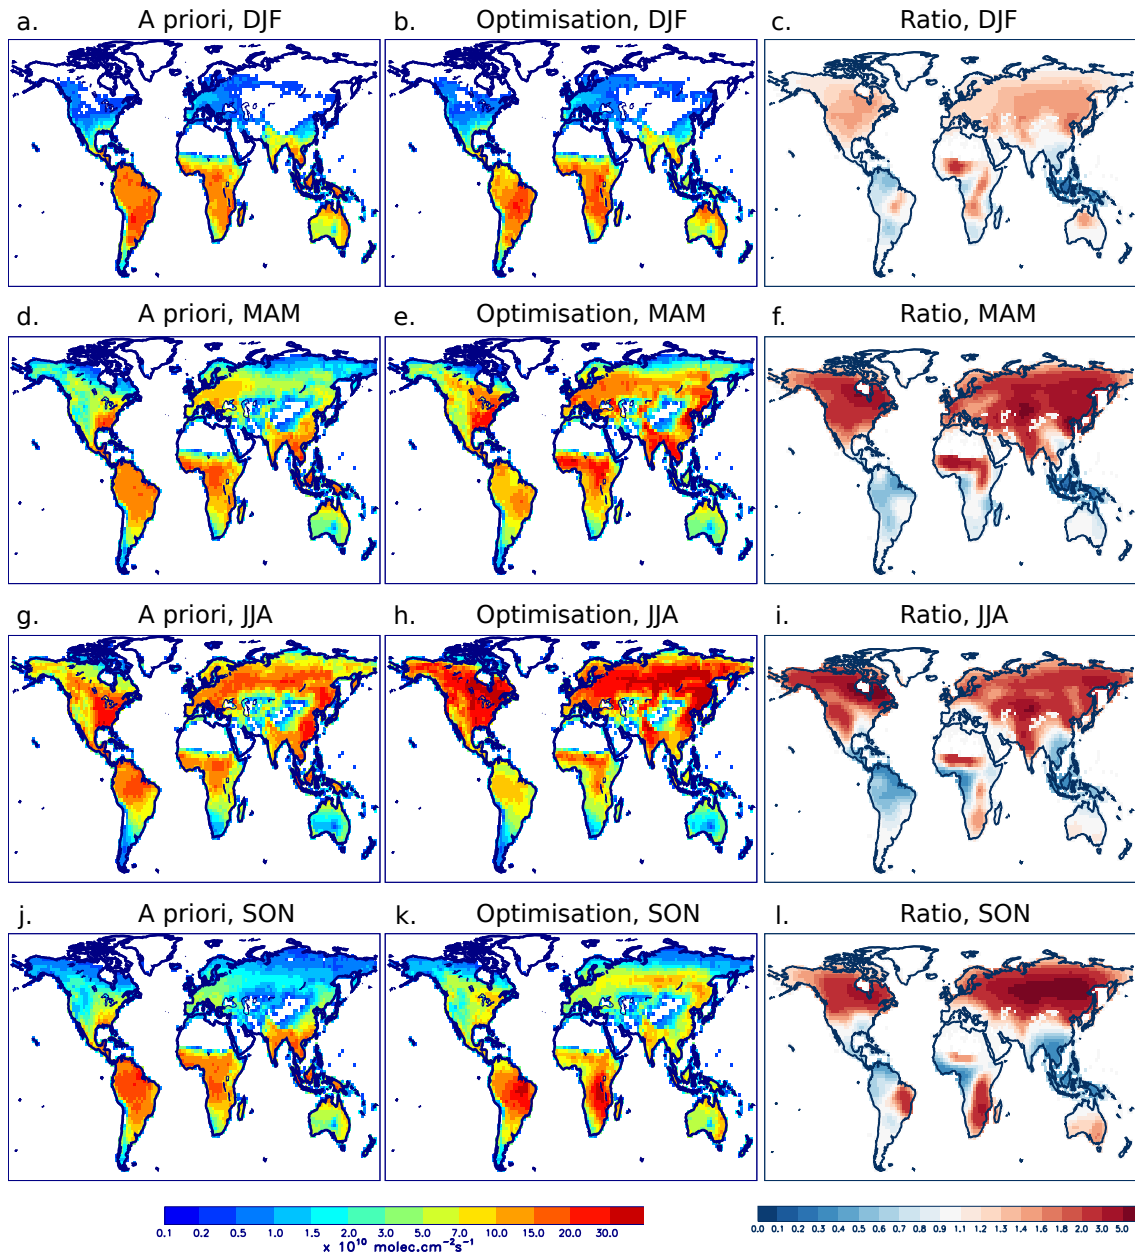 a. A priori, DJF
b. Optimisation, DJF
c. Ratio, DJF
d. A priori, MAM
e. Optimisation, MAM
f. Ratio, MAM
g. A priori, JJA
h. Optimisation, JJA
i. Ratio, JJA
j. A priori, SON
k. Optimisation, SON
l. Ratio, SON
0.1 0.2 0.5 1.0 1.5 2.0 3.0 5.0 7.0 10.0 15.0 20.0 30.0
x 10¹⁰ molec.cm⁻²s⁻¹
0.0 0.1 0.2 0.4 0.5 0.6 0.7 0.8 0.9 1.1 1.2 1.3 1.4 1.6 1.8 2.0 3.0 5.0